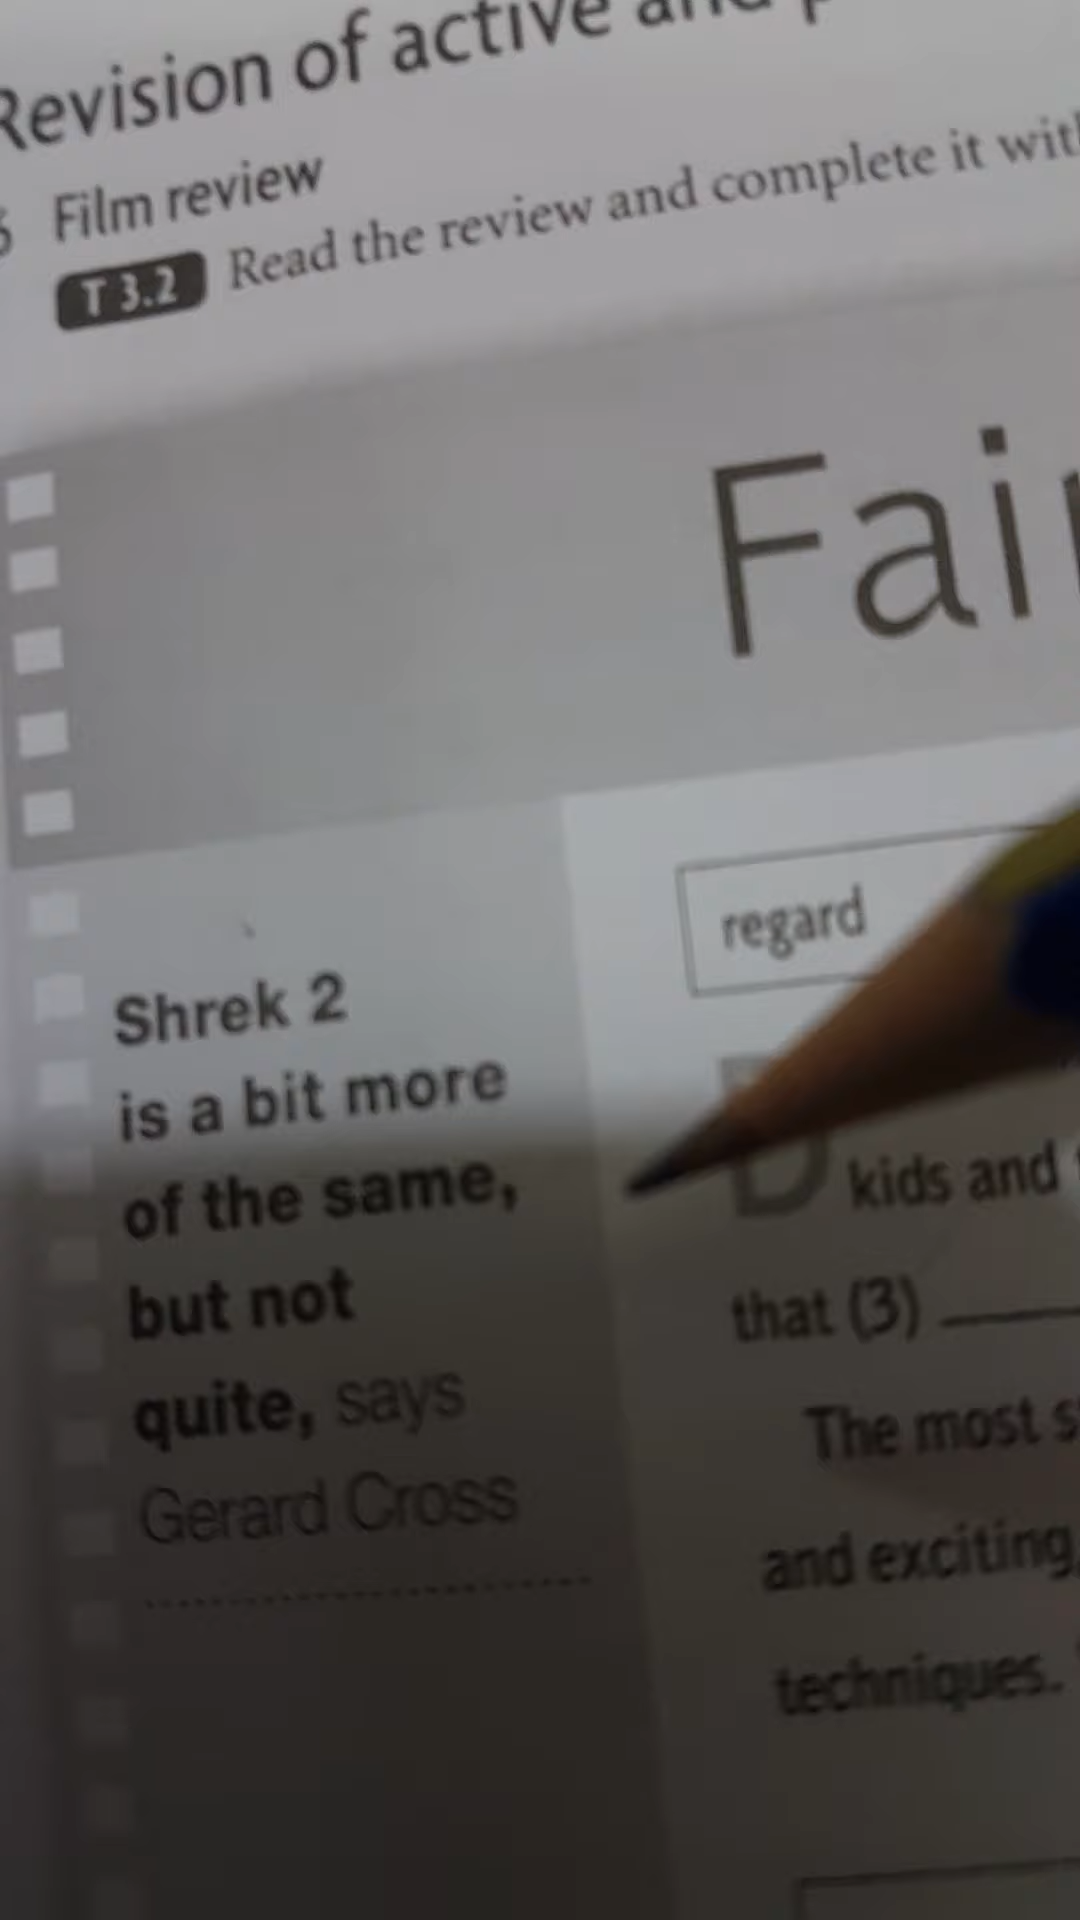 Revision of active and
Film review
T 3.2 Read the review and complete it with
Fai
regard
Shrek 2
is a bit more
of the same,
but not
quite, says
Gerard Cross
D kids and
that (3)
The most
and exciting,
techniques.